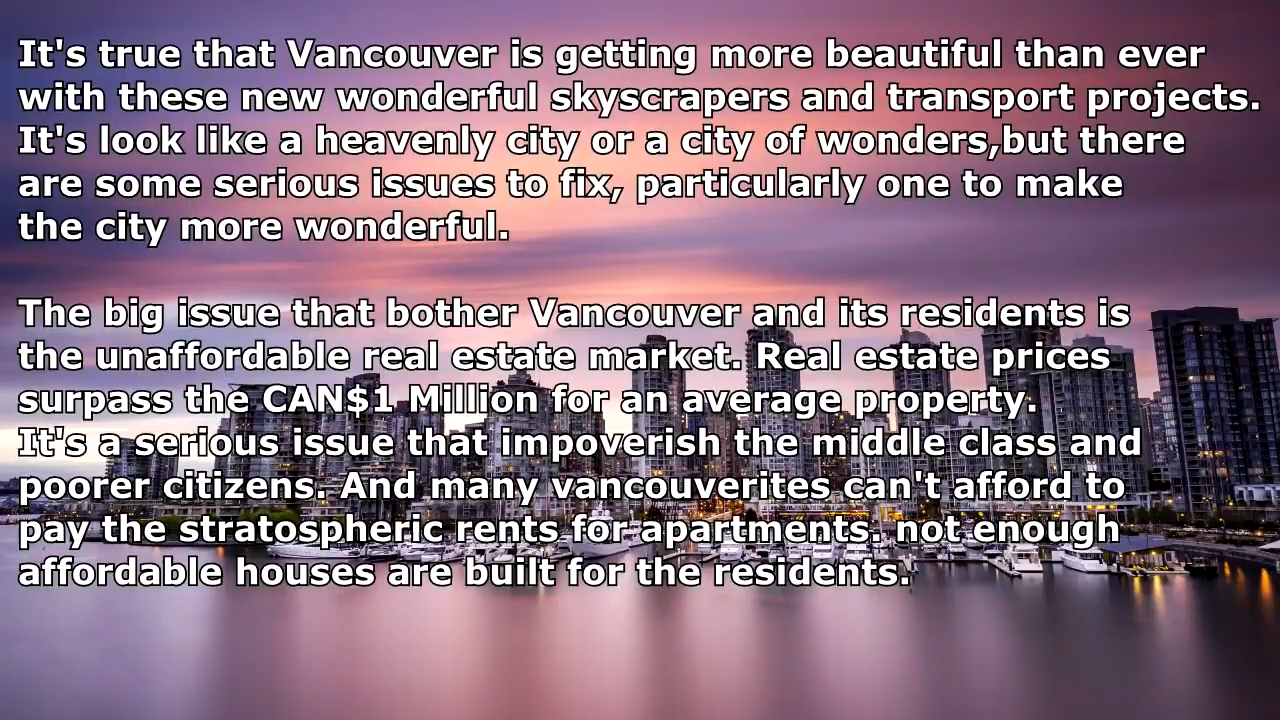 It's true that Vancouver is getting more beautiful than ever
with these new wonderful skyscrapers and transport projects.
It's look like a heavenly city or a city of wonders,but there
are some serious issues to fix, particularly one to make
the city more wonderful.
The big issue that bother Vancouver and its residents is
the unaffordable real estate market. Real estate prices
surpass the CAN$1 Million for an average property.
It's a serious issue that impoverish the middle class and
poorer citizens. And many vancouverites can't afford to
pay the stratospheric rents for apartments. not enough
affordable houses are built for the residents.